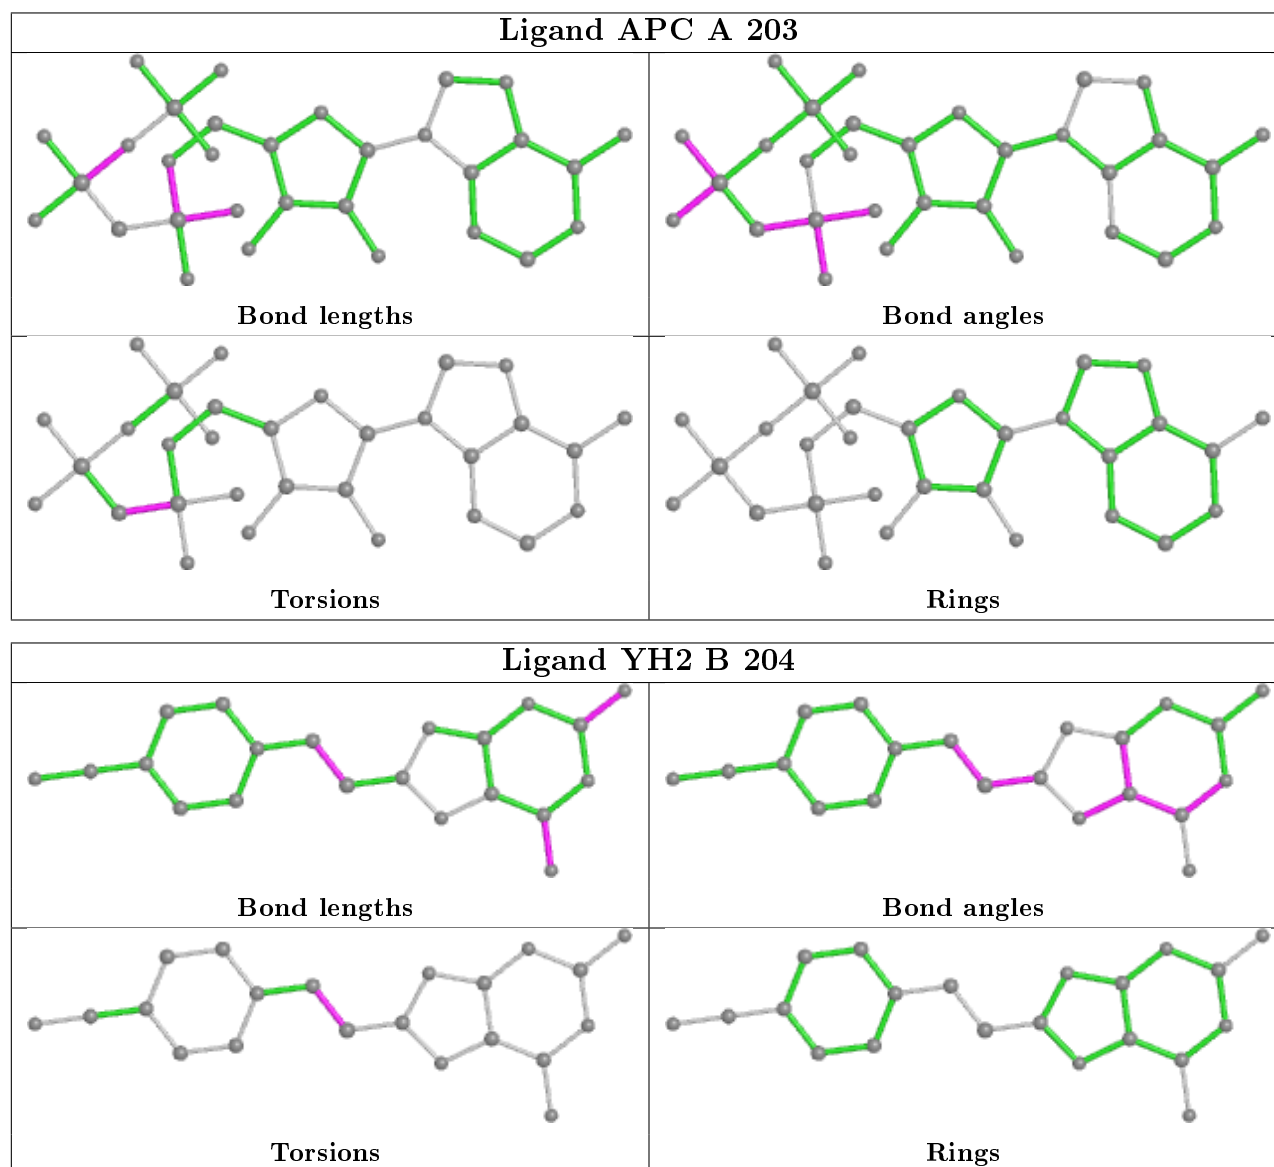 Ligand APC A 203
Bond lengths
Bond angles
Torsions
Rings
Ligand YH2 B 204
Bond lengths
Bond angles
Torsions
Rings